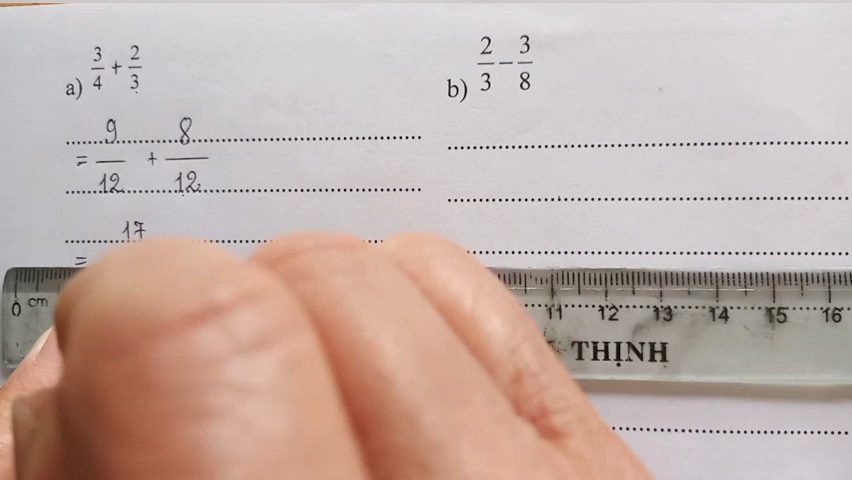 a) 3/4 + 2/3
= 9/12 + 8/12
= 17
b) 2/3 − 3/8
0 cm 11 12 13 14 15 16
THỊNH